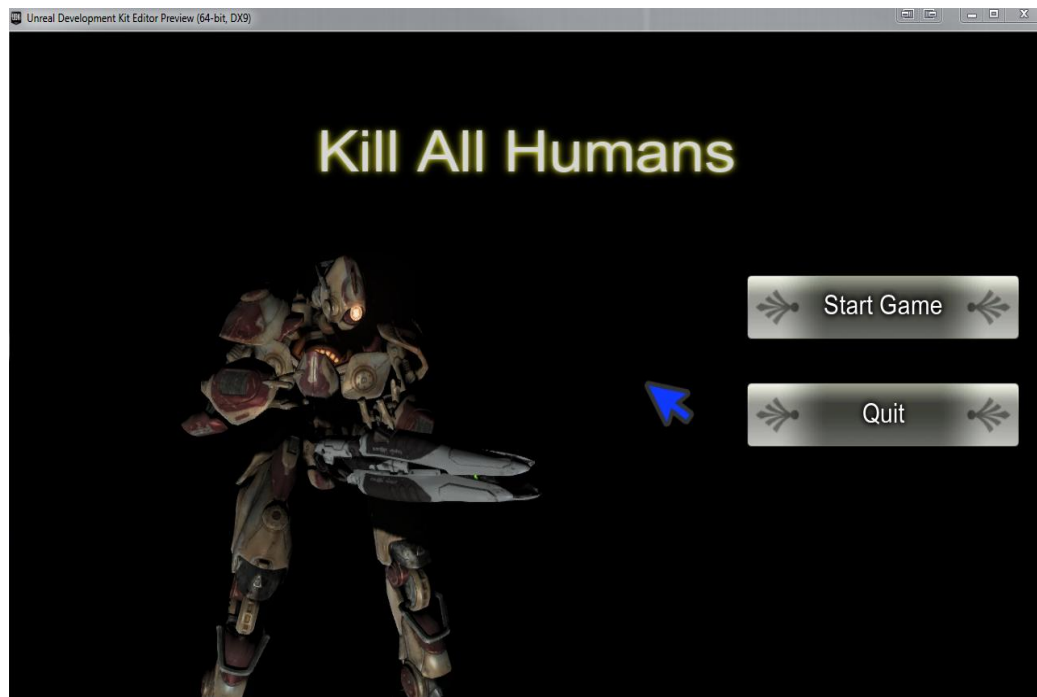 Unreal Development Kit Editor Preview (64-bit, DX9)
Kill All Humans
Start Game
Quit